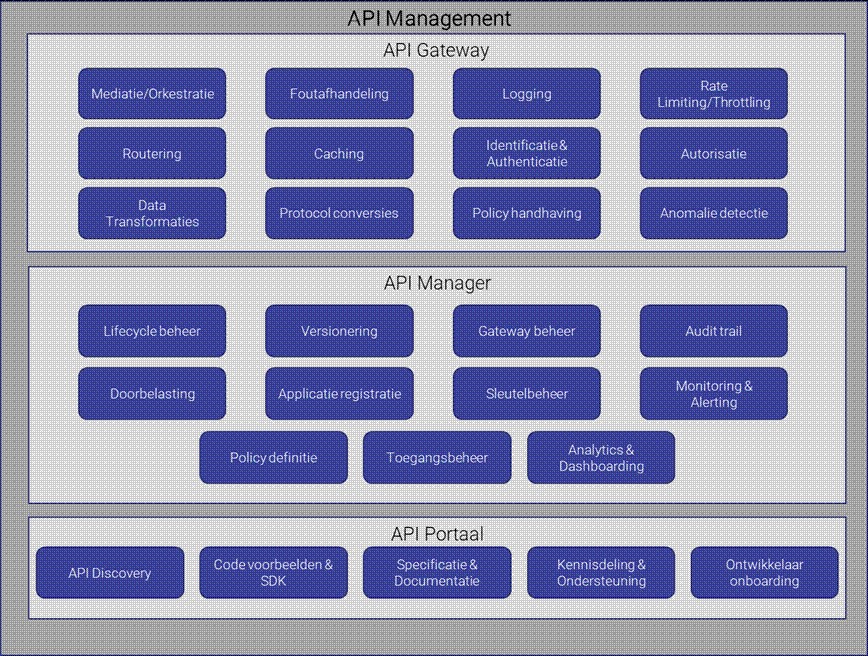 API Management
API Gateway
Mediatie/Orkestratie
Foutafhandeling
Logging
Rate
Limiting/Throttling
Routering
Caching
Identificatie &
Authenticatie
Autorisatie
Data
Transformaties
Protocol conversies
Policy handhaving
Anomalie detectie
API Manager
Lifecycle beheer
Versionering
Gateway beheer
Audit trail
Doorbelasting
Applicatie registratie
Sleutelbeheer
Monitoring &
Alerting
Policy definitie
Toegangsbeheer
Analytics &
Dashboarding
API Portaal
API Discovery
Code voorbeelden &
SDK
Specificatie &
Documentatie
Kennisdeling &
Ondersteuning
Ontwikkelaar
onboarding